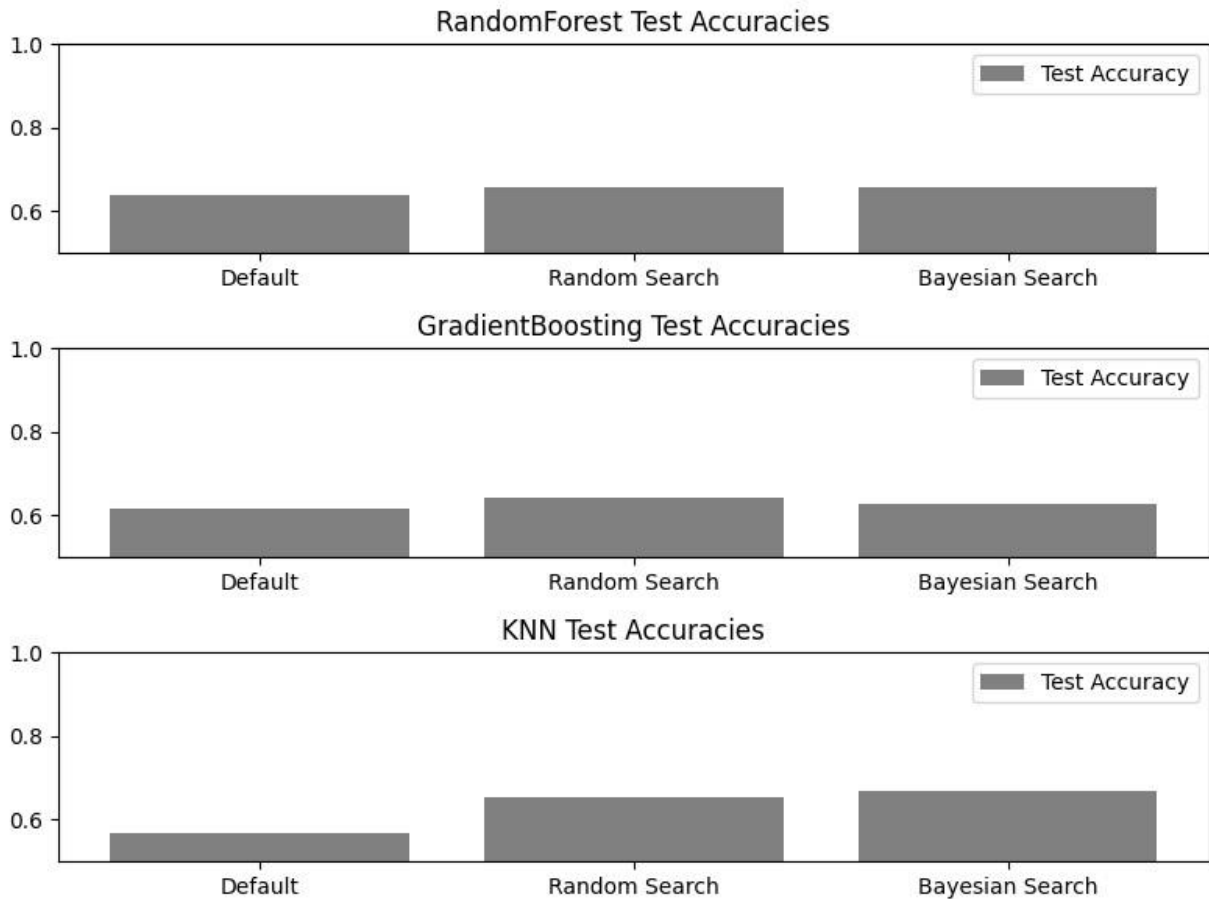 RandomForest Test Accuracies
1.0
Test Accuracy
0.8
0.6
Default Random Search Bayesian Search
GradientBoosting Test Accuracies
1.0
Test Accuracy
0.8
0.6
Default Random Search Bayesian Search
KNN Test Accuracies
1.0
Test Accuracy
0.8
0.6
Default Random Search Bayesian Search